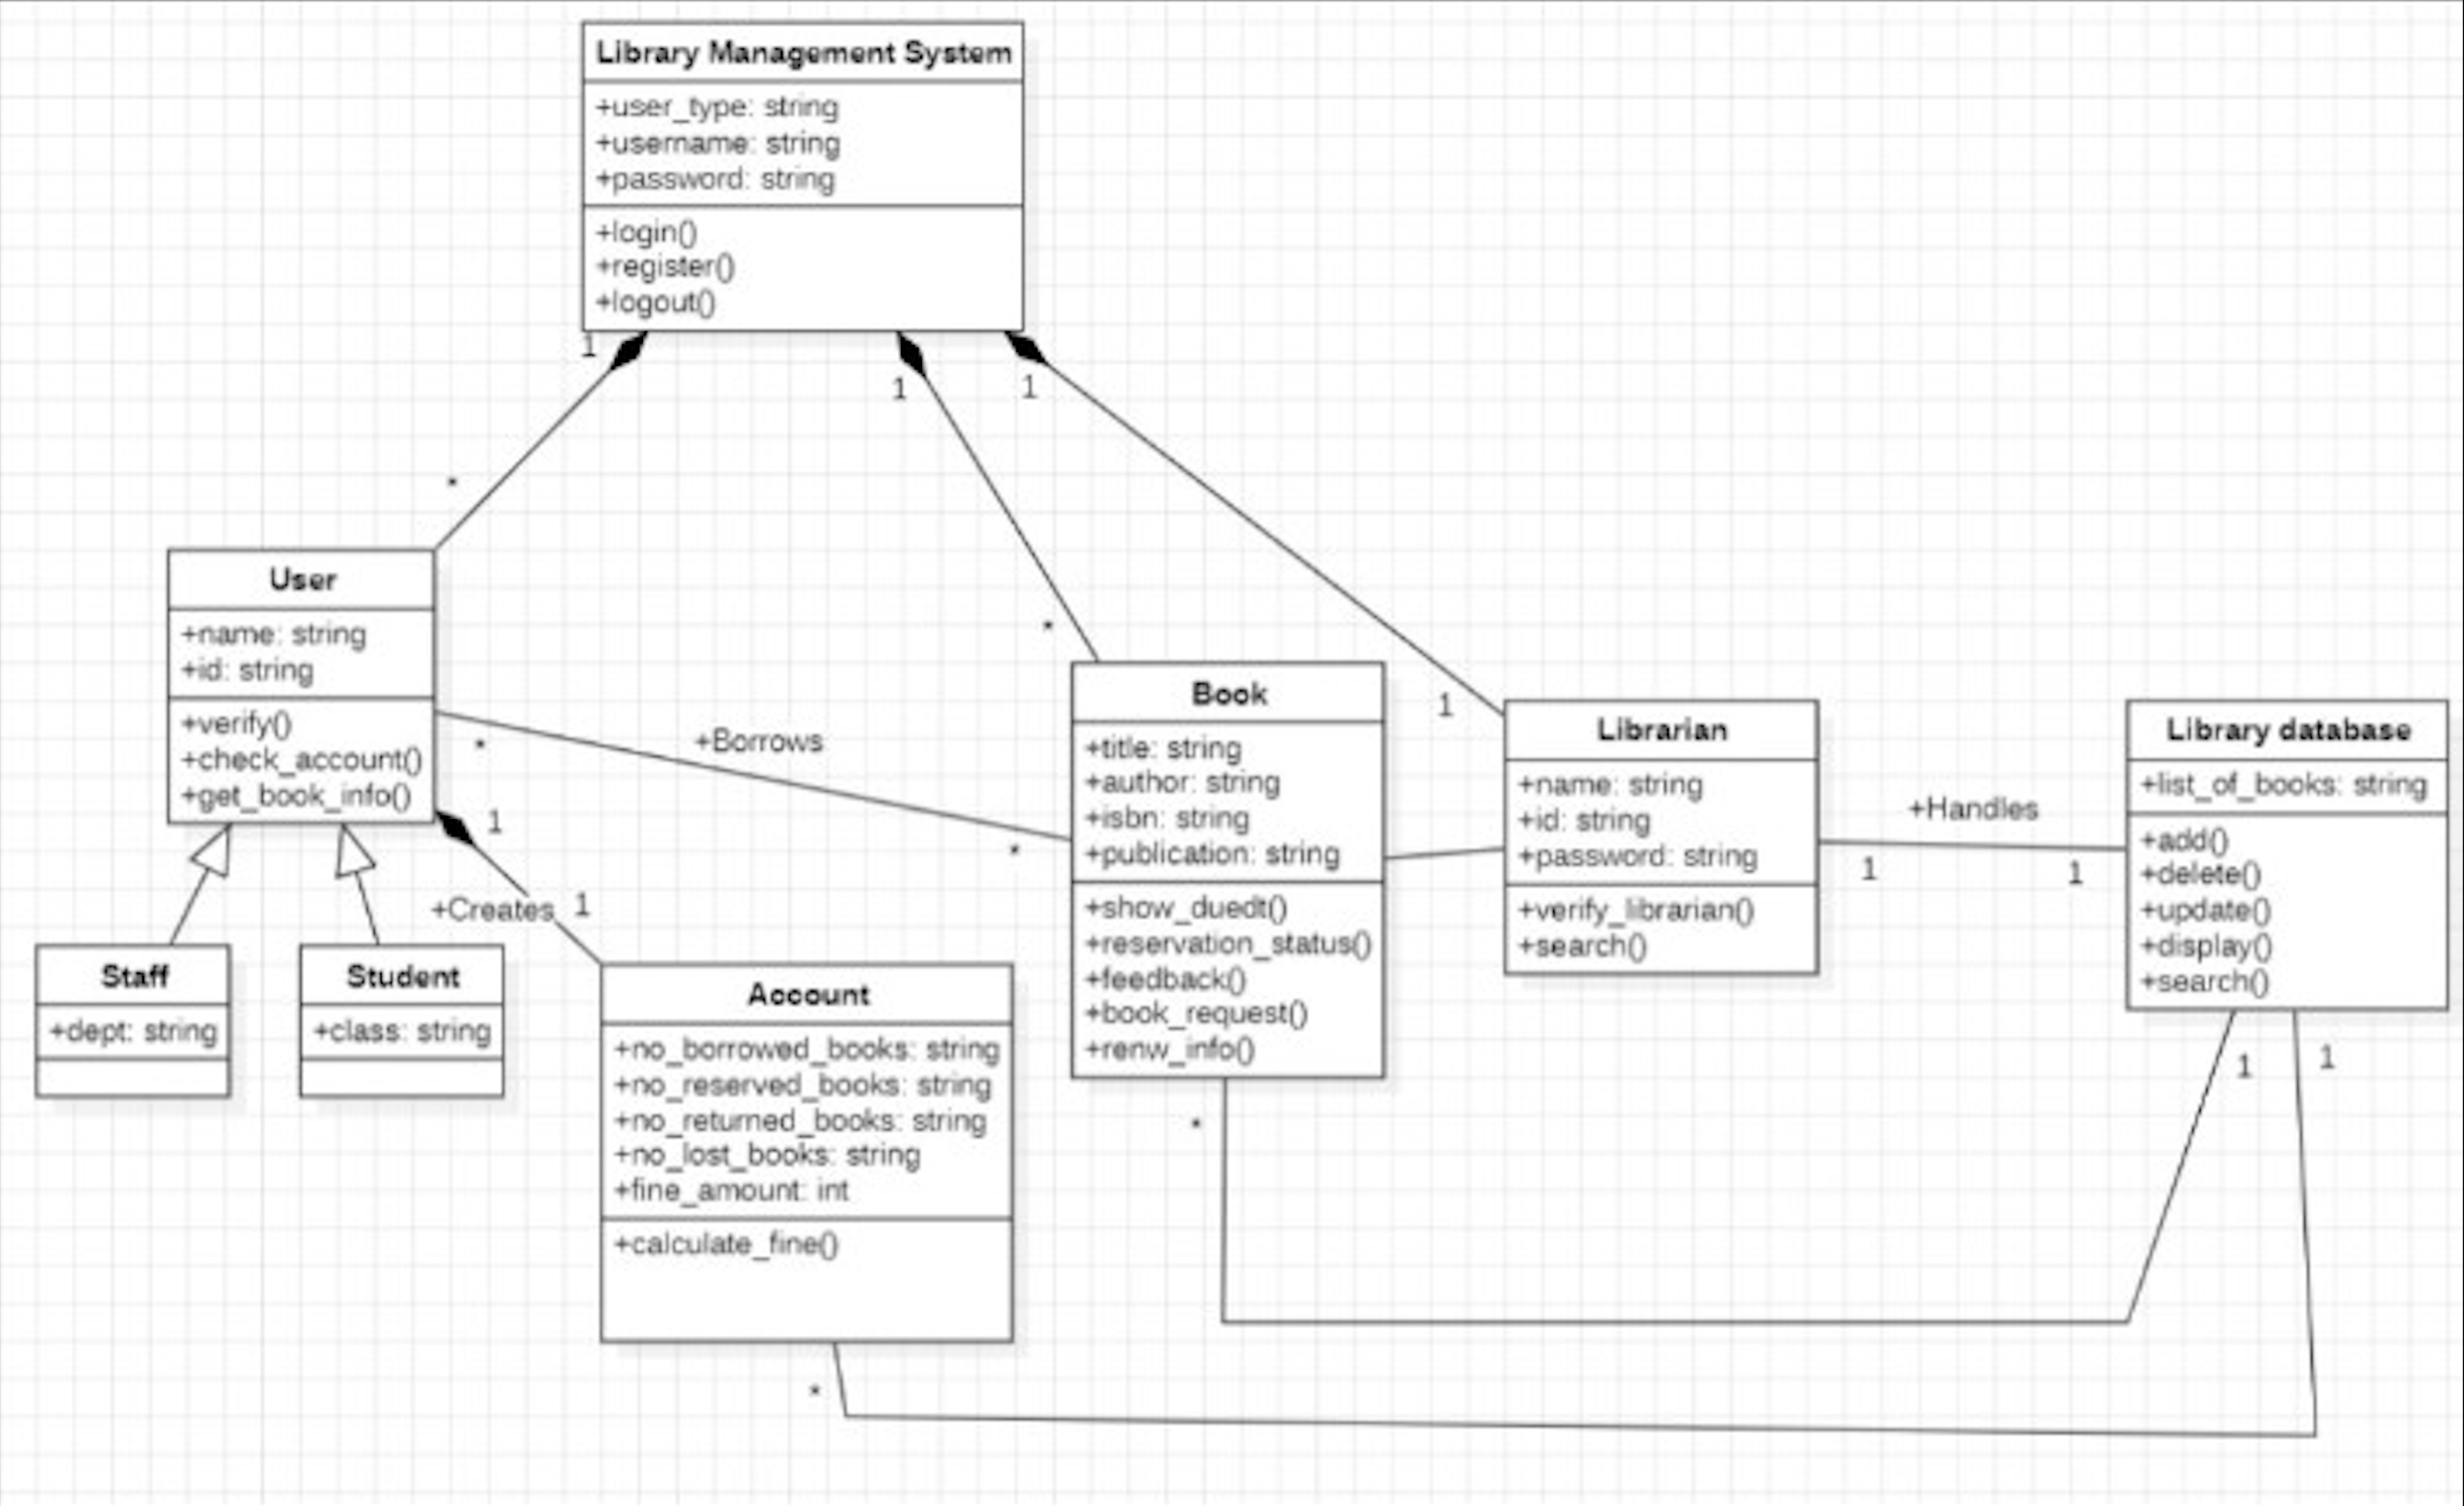 Library Management System
+user_type: string
+username: string
+password: string
+login()
+register()
+logout()
1
1
1
*
*
1
User
+name: string
+id: string
+verify()
+check_account()
+get_book_info()
*
+Borrows
*
1
+Creates
1
Staff
+dept: string
Student
+class: string
Account
+no_borrowed_books: string
+no_reserved_books: string
+no_returned_books: string
+no_lost_books: string
+fine_amount: int
+calculate_fine()
*
Book
+title: string
+author: string
+isbn: string
+publication: string
+show_duedt()
+reservation_status()
+feedback()
+book_request()
+renw_info()
*
Librarian
+name: string
+id: string
+password: string
+verify_librarian()
+search()
+Handles
1
1
Library database
+list_of_books: string
+add()
+delete()
+update()
+display()
+search()
1
1